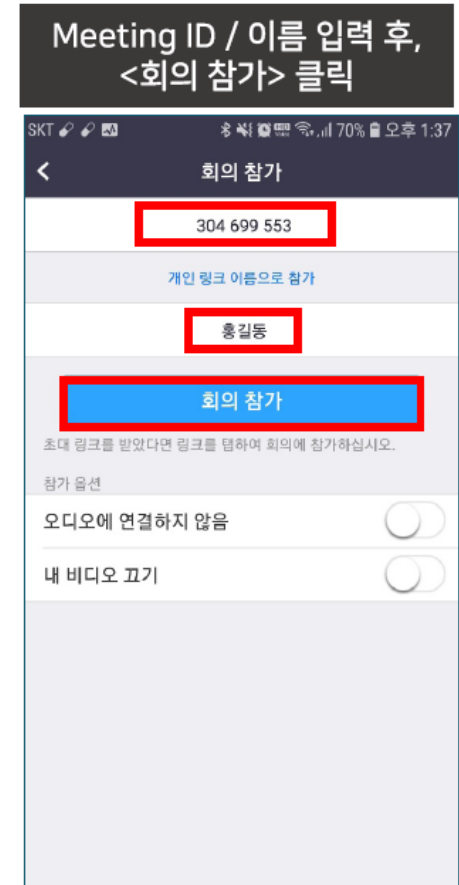 Meeting ID / 이름 입력 후,
<회의 참가> 클릭
SKT 70% 오후 1:37
회의 참가
304 699 553
개인 링크 이름으로 참가
홍길동
회의 참가
초대 링크를 받았다면 링크를 탭하여 회의에 참가하십시오.
참가 옵션
오디오에 연결하지 않음
내 비디오 끄기